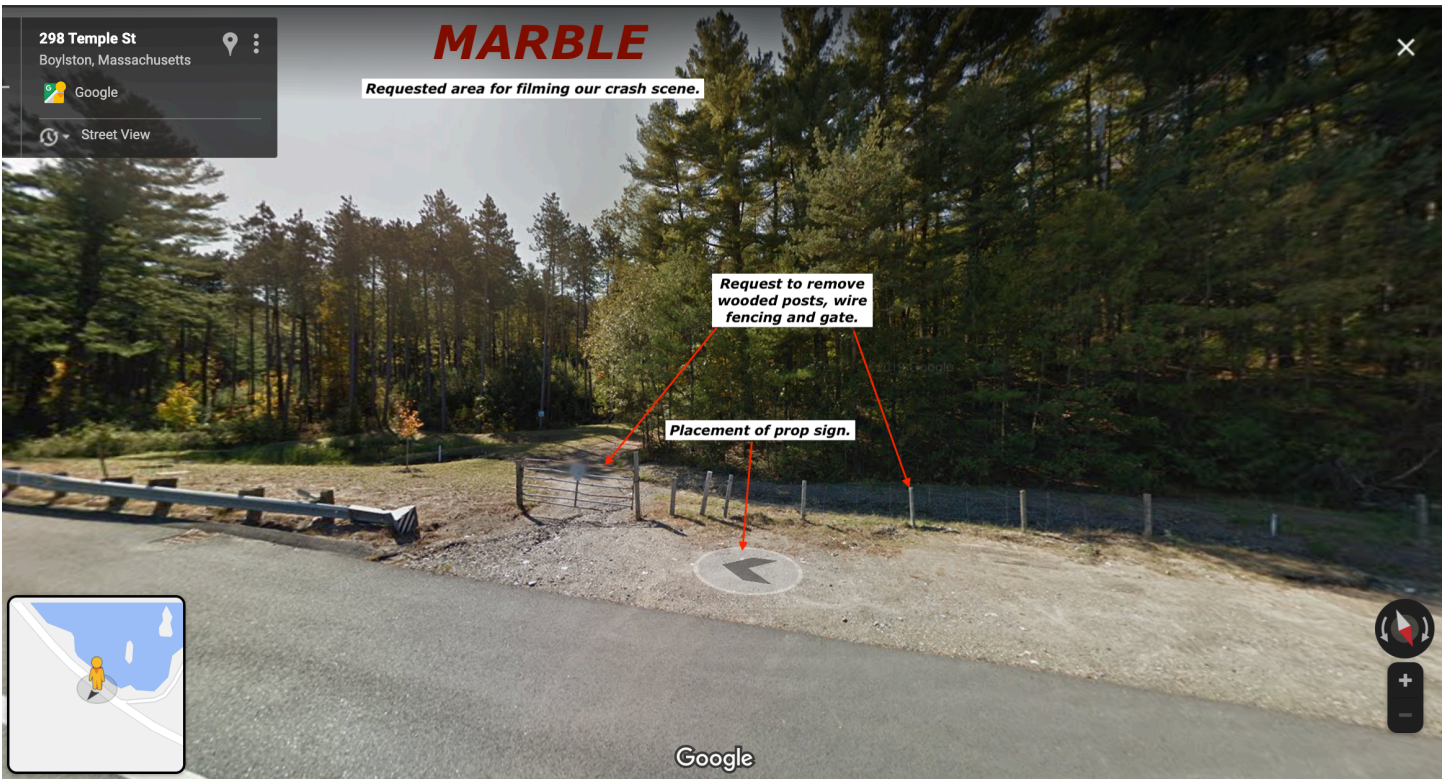 298 Temple St
Boylston, Massachusetts
Google
Street View
MARBLE
Requested area for filming our crash scene.
Request to remove
wooded posts, wire
fencing and gate.
Placement of prop sign.
Google